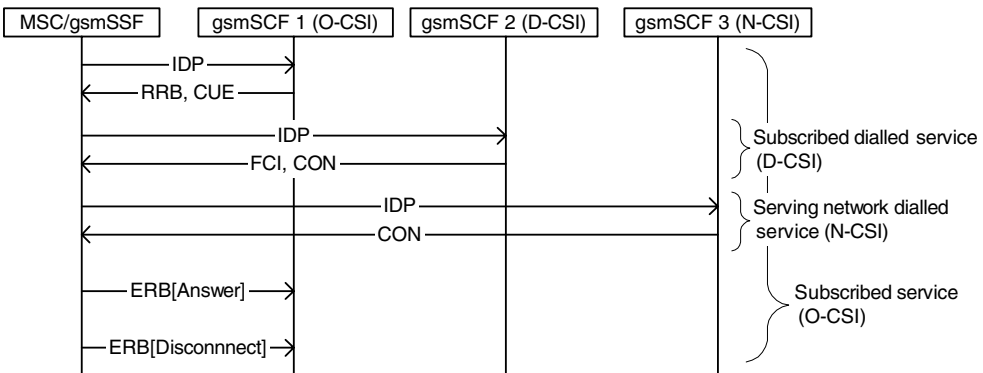 MSC/gsmSSF
gsmSCF 1 (O-CSI)
gsmSCF 2 (D-CSI)
gsmSCF 3 (N-CSI)
IDP
RRB, CUE
IDP
Subscribed dialled service
(D-CSI)
FCI, CON
IDP
Serving network dialled
service (N-CSI)
CON
ERB[Answer]
Subscribed service
(O-CSI)
ERB[Disconnnect]